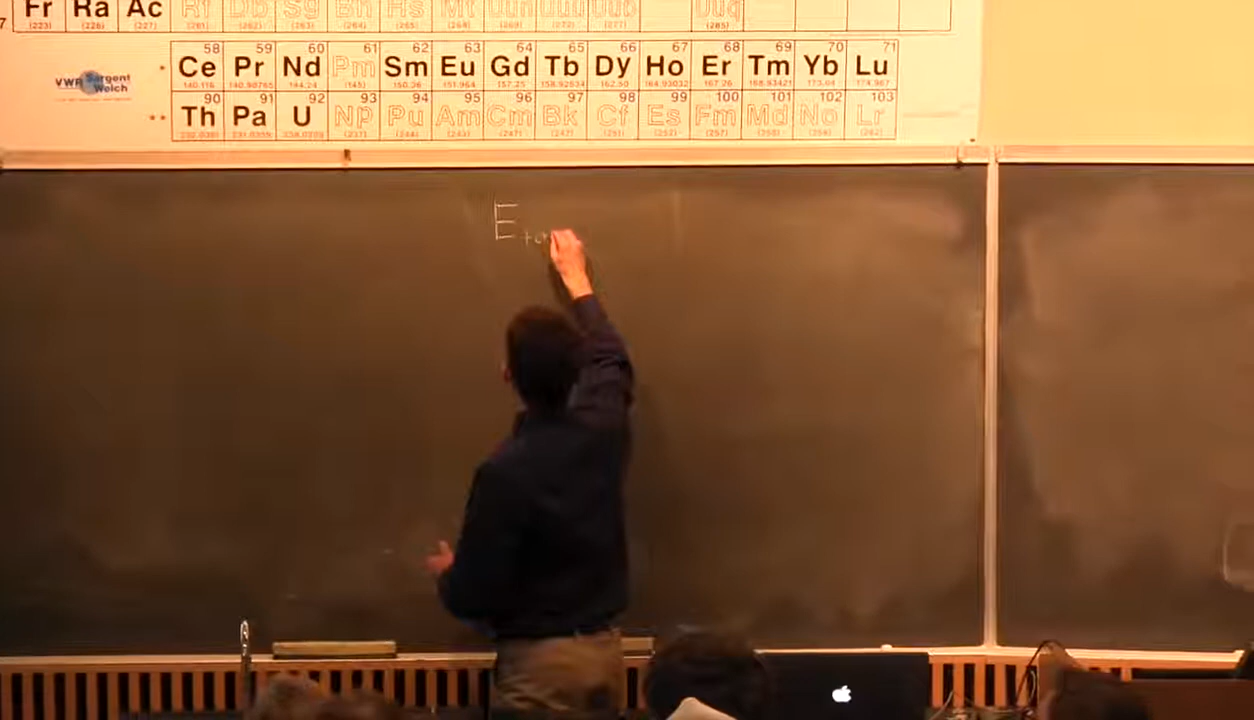 7 Fr Ra Ac Rf Db Sg Bh Hs Mt Uun Uuu Uub Uuq
(223) (226) (227) (261) (262) (263) (264) (265) (268) (269) (272) (277) (285)
58 59 60 61 62 63 64 65 66 67 68 69 70 71
* Ce Pr Nd Pm Sm Eu Gd Tb Dy Ho Er Tm Yb Lu
140.116 140.90765 144.24 (145) 150.36 151.964 157.25 158.92534 162.50 164.93032 167.26 168.93421 173.04 174.967
VWR Sargent Welch
90 91 92 93 94 95 96 97 98 99 100 101 102 103
** Th Pa U Np Pu Am Cm Bk Cf Es Fm Md No Lr
232.0381 231.0359 238.0289 (237) (244) (243) (247) (247) (251) (252) (257) (258) (259) (262)
E